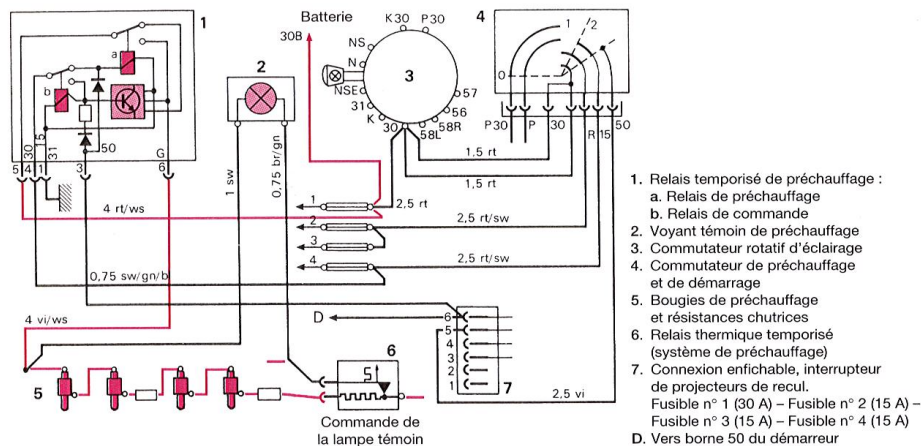 1
a
b
K
30
15
31
50
G
5 4 1 3 6
Batterie
30B
2
K30 P30
NS
N
NSE
31
K
30
58L
58R
56
57
3
4
0
1
2
P30 P 30 R 15 50
1,5 rt
1,5 rt
2,5 rt
1 sw
0,75 br/gn
4 rt/ws
1
2
3
4
2,5 rt/sw
2,5 rt/sw
0,75 sw/gn/b
4 vi/ws
D
6
5
4
3
2
1
7
2,5 vi
5
6
Commande de
la lampe témoin
1. Relais temporisé de préchauffage :
a. Relais de préchauffage
b. Relais de commande
2. Voyant témoin de préchauffage
3. Commutateur rotatif d'éclairage
4. Commutateur de préchauffage
et de démarrage
5. Bougies de préchauffage
et résistances chutrices
6. Relais thermique temporisé
(système de préchauffage)
7. Connexion enfichable, interrupteur
de projecteurs de recul.
Fusible n° 1 (30 A) – Fusible n° 2 (15 A) –
Fusible n° 3 (15 A) – Fusible n° 4 (15 A)
D. Vers borne 50 du démarreur